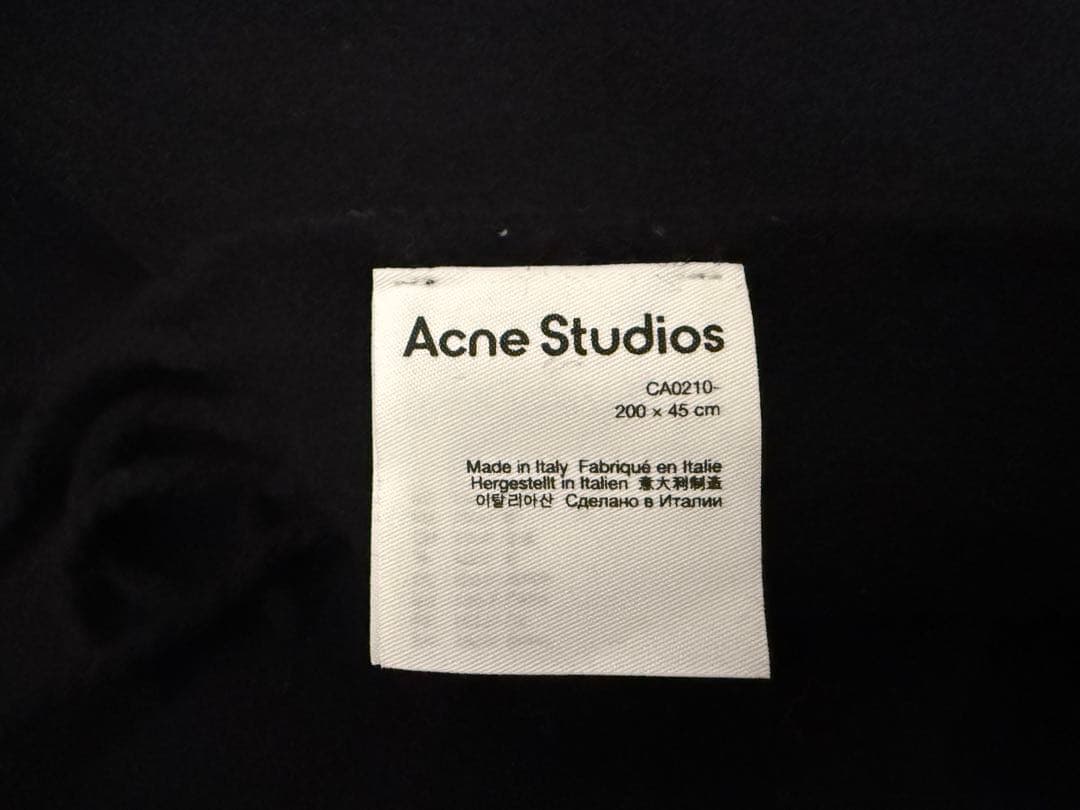 Acne Studios
CA0210-
200 × 45 cm
Made in Italy Fabriqué en Italie
Hergestellt in Italien 意大利制造
이탈리아산 Сделано в Италии